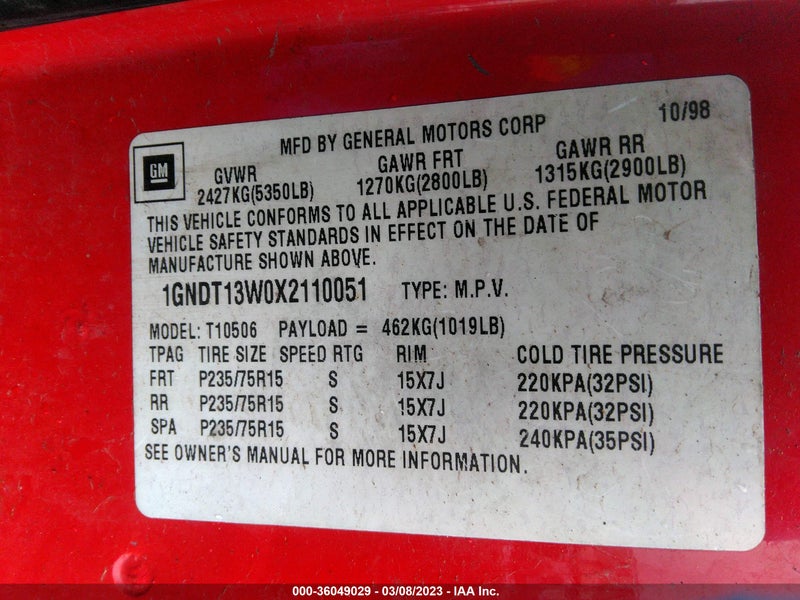 MFD BY GENERAL MOTORS CORP 10/98
GM
GVWR GAWR FRT GAWR RR
2427KG(5350LB) 1270KG(2800LB) 1315KG(2900LB)
THIS VEHICLE CONFORMS TO ALL APPLICABLE U.S. FEDERAL MOTOR
VEHICLE SAFETY STANDARDS IN EFFECT ON THE DATE OF
MANUFACTURE SHOWN ABOVE.
1GNDT13W0X2110051 TYPE: M.P.V.
MODEL: T10506 PAYLOAD = 462KG(1019LB)
TPAG TIRE SIZE SPEED RTG RIM COLD TIRE PRESSURE
FRT P235/75R15 S 15X7J 220KPA(32PSI)
RR P235/75R15 S 15X7J 220KPA(32PSI)
SPA P235/75R15 S 15X7J 240KPA(35PSI)
SEE OWNER'S MANUAL FOR MORE INFORMATION.
000-36049029 - 03/08/2023 - IAA Inc.